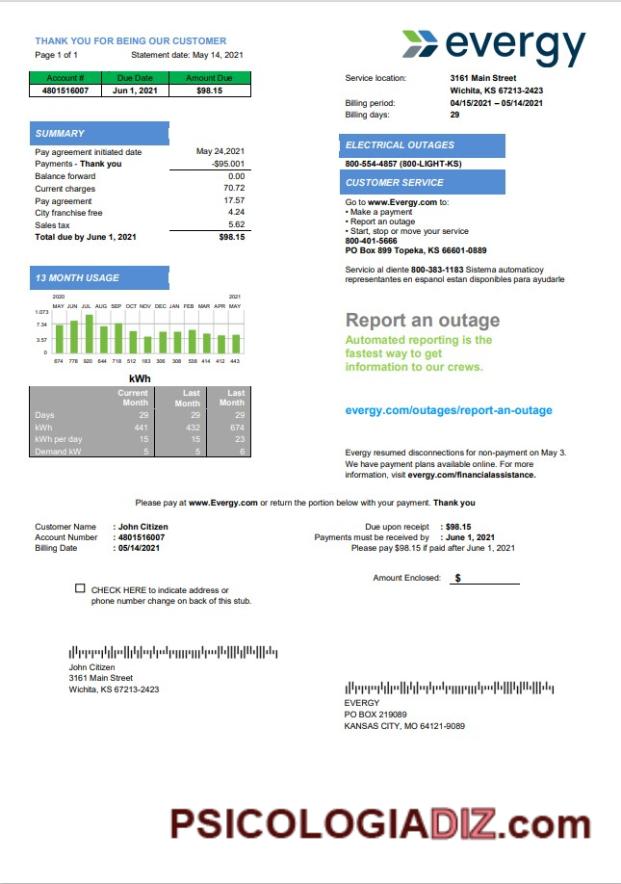 THANK YOU FOR BEING OUR CUSTOMER
Page 1 of 1 Statement date: May 14, 2021
Account # Due Date Amount Due
4801516007 Jun 1, 2021 $98.15
evergy
Service location: 3161 Main Street
Wichita, KS 67213-2423
Billing period: 04/15/2021 – 05/14/2021
Billing days: 29
SUMMARY
Pay agreement initiated date May 24,2021
Payments - Thank you -$95.001
Balance forward 0.00
Current charges 70.72
Pay agreement 17.57
City franchise free 4.24
Sales tax 5.62
Total due by June 1, 2021 $98.15
ELECTRICAL OUTAGES
800-554-4857 (800-LIGHT-KS)
CUSTOMER SERVICE
Go to www.Evergy.com to:
• Make a payment
• Report an outage
• Start, stop or move your service
800-401-5666
PO Box 899 Topeka, KS 66601-0889
Servicio al diente 800-383-1183 Sistema automaticoy
representantes en espanol estan disponibles para ayudarle
13 MONTH USAGE
2020 2021
MAY JUN JUL AUG SEP OCT NOV DEC JAN FEB MAR APR MAY
1.073
7.34
3.57
0
674 778 920 644 718 512 183 306 308 538 414 412 443
kWh
Current Month Last Month Last Month
Days 29 29 29
kWh 441 432 674
kWh per day 15 15 23
Demand kW 5 5 6
Report an outage
Automated reporting is the
fastest way to get
information to our crews.
evergy.com/outages/report-an-outage
Evergy resumed disconnections for non-payment on May 3.
We have payment plans available online. For more
information, visit evergy.com/financialassistance.
Please pay at www.Evergy.com or return the portion below with your payment. Thank you
Customer Name : John Citizen
Account Number : 4801516007
Billing Date : 05/14/2021
Due upon receipt : $98.15
Payments must be received by : June 1, 2021
Please pay $98.15 if paid after June 1, 2021
CHECK HERE to indicate address or
phone number change on back of this stub.
Amount Enclosed: $
John Citizen
3161 Main Street
Wichita, KS 67213-2423
EVERGY
PO BOX 219089
KANSAS CITY, MO 64121-9089
PSICOLOGIADIZ.com